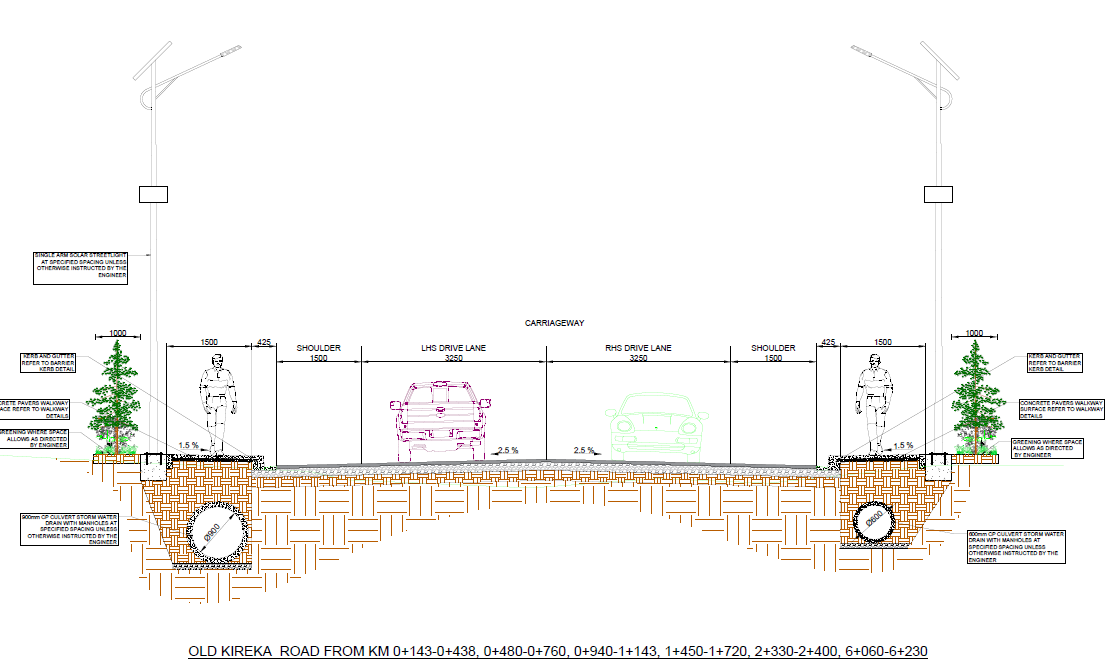 SINGLE ARM SOLAR STREETLIGHT
AT SPECIFIED SPACING UNLESS
OTHERWISE INSTRUCTED BY THE
ENGINEER
CARRIAGEWAY
1000
1500
425
SHOULDER
1500
LHS DRIVE LANE
3250
RHS DRIVE LANE
3250
SHOULDER
1500
425
1500
1000
KERB AND GUTTER
REFER TO BARRIER
KERB DETAIL
CRETE PAVERS WALKWAY
ACE REFER TO WALKWAY
DETAILS
GREENING WHERE SPACE
ALLOWS AS DIRECTED
BY ENGINEER
1.5 %
2.5 %
2.5 %
1.5 %
KERB AND GUTTER
REFER TO BARRIER
KERB DETAIL
CONCRETE PAVERS WALKWAY
SURFACE REFER TO WALKWAY
DETAILS
GREENING WHERE SPACE
ALLOWS AS DIRECTED
BY ENGINEER
900mm CP CULVERT STORM WATER
DRAIN WITH MANHOLES AT
SPECIFIED SPACING UNLESS
OTHERWISE INSTRUCTED BY THE
ENGINEER
Ø900
Ø600
600mm CP CULVERT STORM WATER
DRAIN WITH MANHOLES AT
SPECIFIED SPACING UNLESS
OTHERWISE INSTRUCTED BY THE
ENGINEER
OLD KIREKA ROAD FROM KM 0+143-0+438, 0+480-0+760, 0+940-1+143, 1+450-1+720, 2+330-2+400, 6+060-6+230